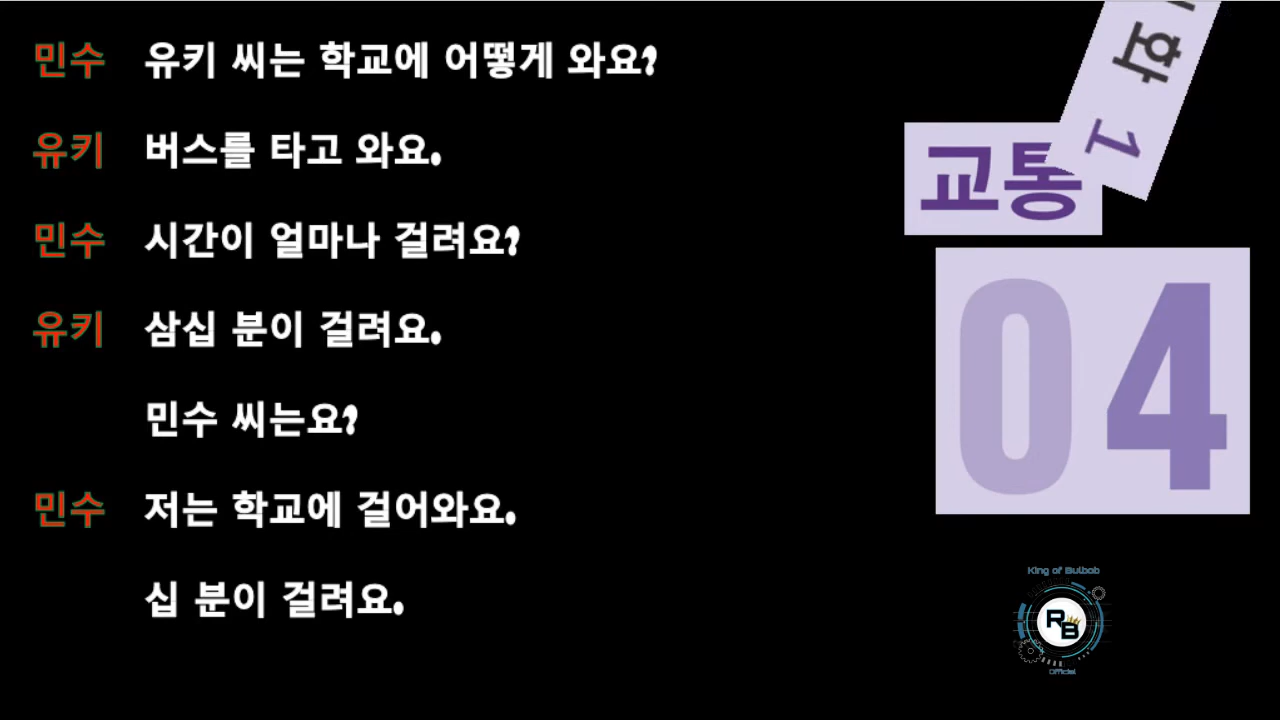 민수 유키 씨는 학교에 어떻게 와요?
유키 버스를 타고 와요.
민수 시간이 얼마나 걸려요?
유키 삼십 분이 걸려요.
민수 씨는요?
민수 저는 학교에 걸어와요.
십 분이 걸려요.
화 1
교통
04
King of Bulbab
RB
Official